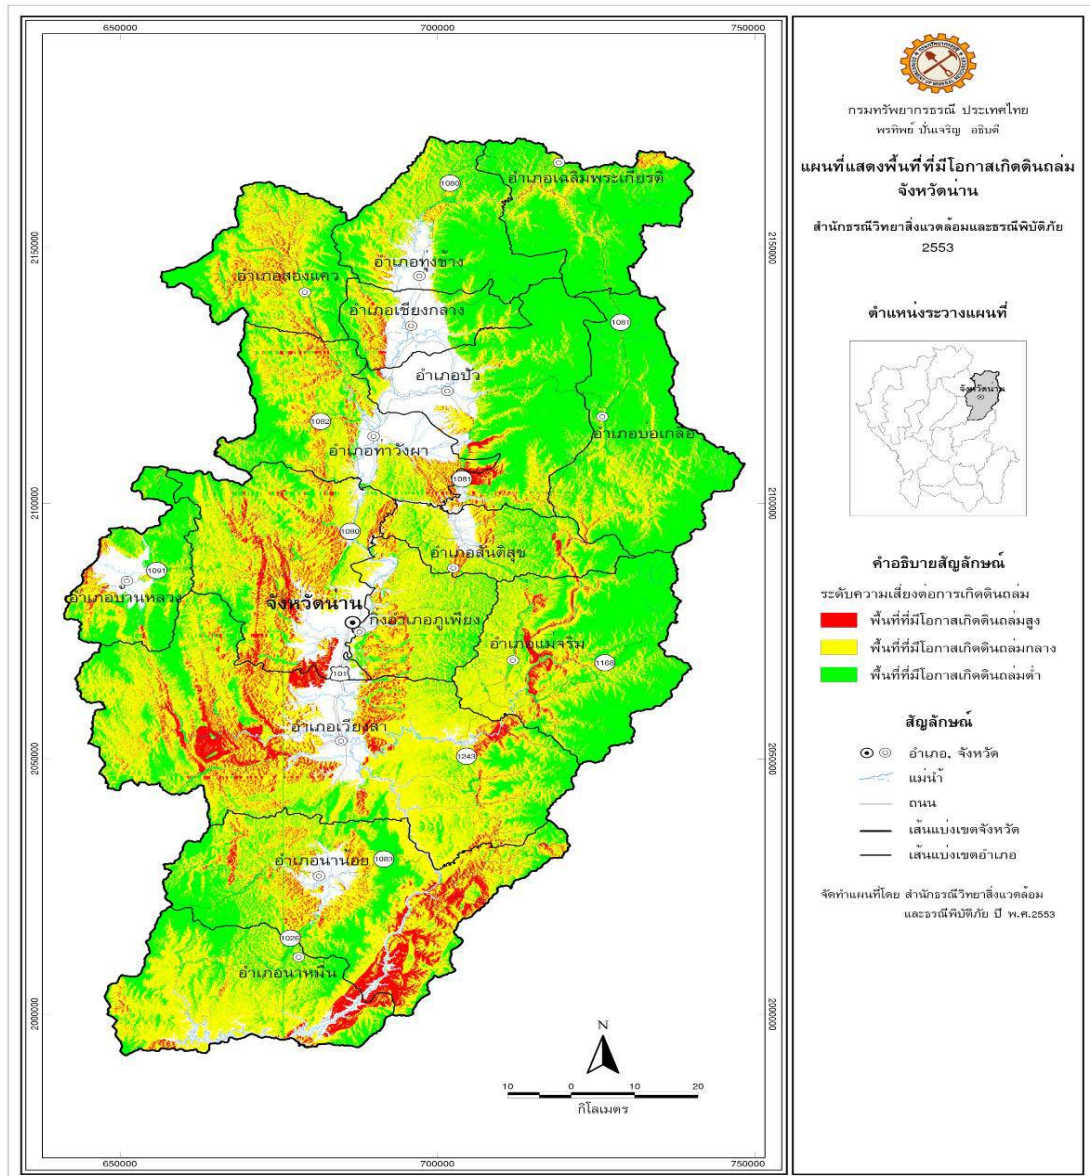 650000
700000
750000
2150000
2150000
2100000
2100000
2050000
2050000
2000000
2000000
650000
700000
750000
อำเภอเฉลิมพระเกียรติ
1080
อำเภอทุ่งช้าง
อำเภอสองแคว
อำเภอเชียงกลาง
1081
อำเภอปัว
1082
อำเภอบ่อเกลือ
อำเภอท่าวังผา
1081
1080
อำเภอสันติสุข
1091
อำเภอบ้านหลวง
จังหวัดน่าน
กิ่งอำเภอภูเพียง
อำเภอแม่จริม
1168
101
อำเภอเวียงสา
1243
อำเภอนาน้อย
1083
1026
อำเภอนาหมื่น
N
10 0 10 20
กิโลเมตร
กรมทรัพยากรธรณี
DEPARTMENT OF MINERAL RESOURCES
กรมทรัพยากรธรณี ประเทศไทย
พรทิพย์ ปั่นเจริญ อธิบดี
แผนที่แสดงพื้นที่ที่มีโอกาสเกิดดินถล่ม
จังหวัดน่าน
สำนักธรณีวิทยาสิ่งแวดล้อมและธรณีพิบัติภัย
2553
ตำแหน่งระวางแผนที่
จังหวัดน่าน
คำอธิบายสัญลักษณ์
ระดับความเสี่ยงต่อการเกิดดินถล่ม
พื้นที่ที่มีโอกาสเกิดดินถล่มสูง
พื้นที่ที่มีโอกาสเกิดดินถล่มกลาง
พื้นที่ที่มีโอกาสเกิดดินถล่มต่ำ
สัญลักษณ์
อำเภอ, จังหวัด
แม่น้ำ
ถนน
เส้นแบ่งเขตจังหวัด
เส้นแบ่งเขตอำเภอ
จัดทำแผนที่โดย สำนักธรณีวิทยาสิ่งแวดล้อม
และธรณีพิบัติภัย ปี พ.ศ.2553